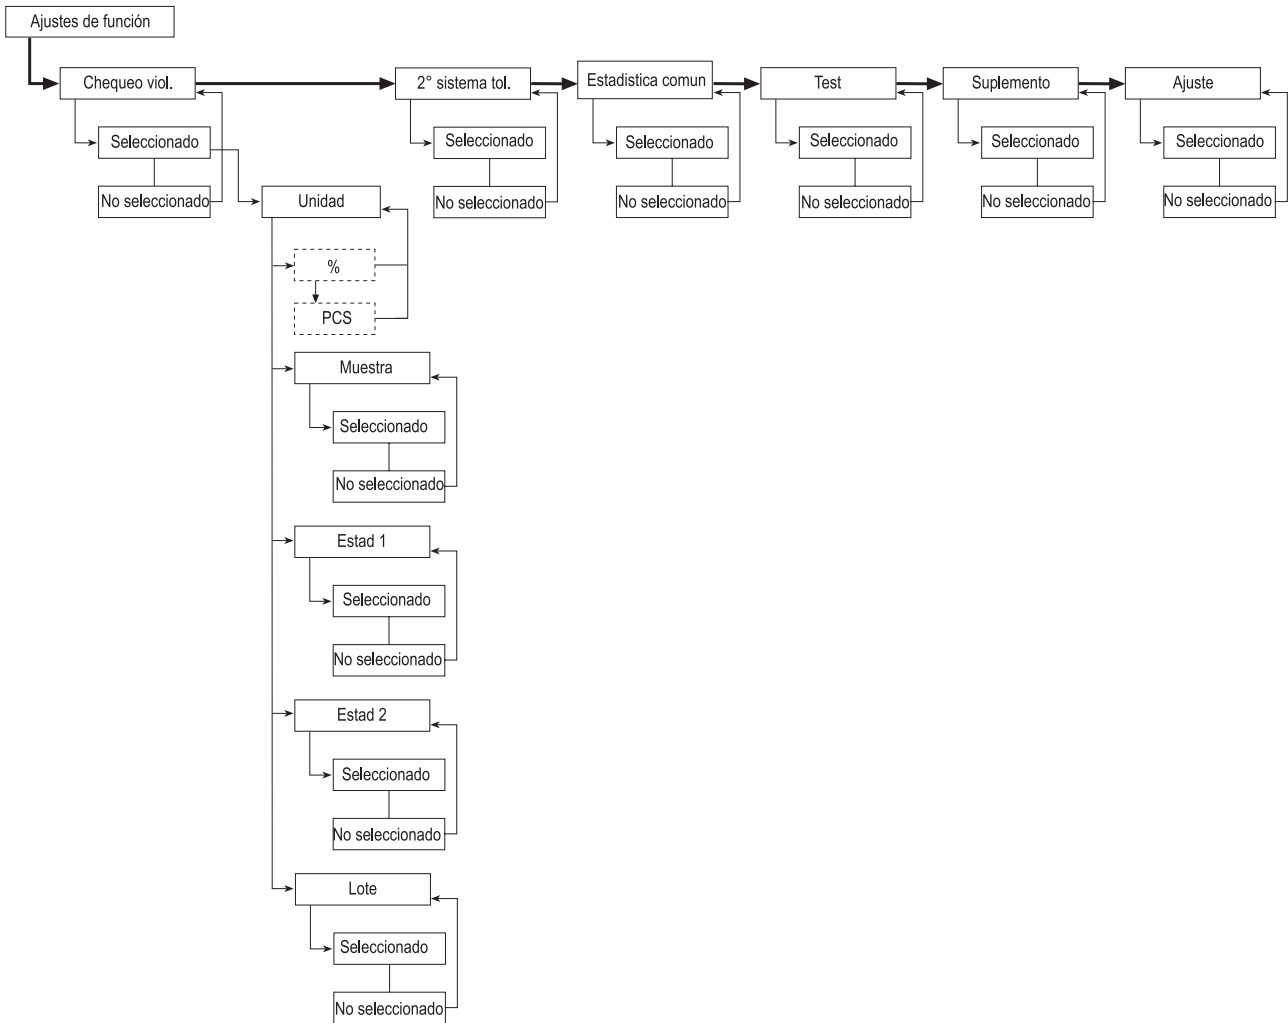 Ajustes de función
Chequeo viol.
2° sistema tol.
Estadistica comun
Test
Suplemento
Ajuste
Seleccionado
Seleccionado
Seleccionado
Seleccionado
Seleccionado
Seleccionado
No seleccionado
No seleccionado
No seleccionado
No seleccionado
No seleccionado
No seleccionado
Unidad
%
PCS
Muestra
Seleccionado
No seleccionado
Estad 1
Seleccionado
No seleccionado
Estad 2
Seleccionado
No seleccionado
Lote
Seleccionado
No seleccionado